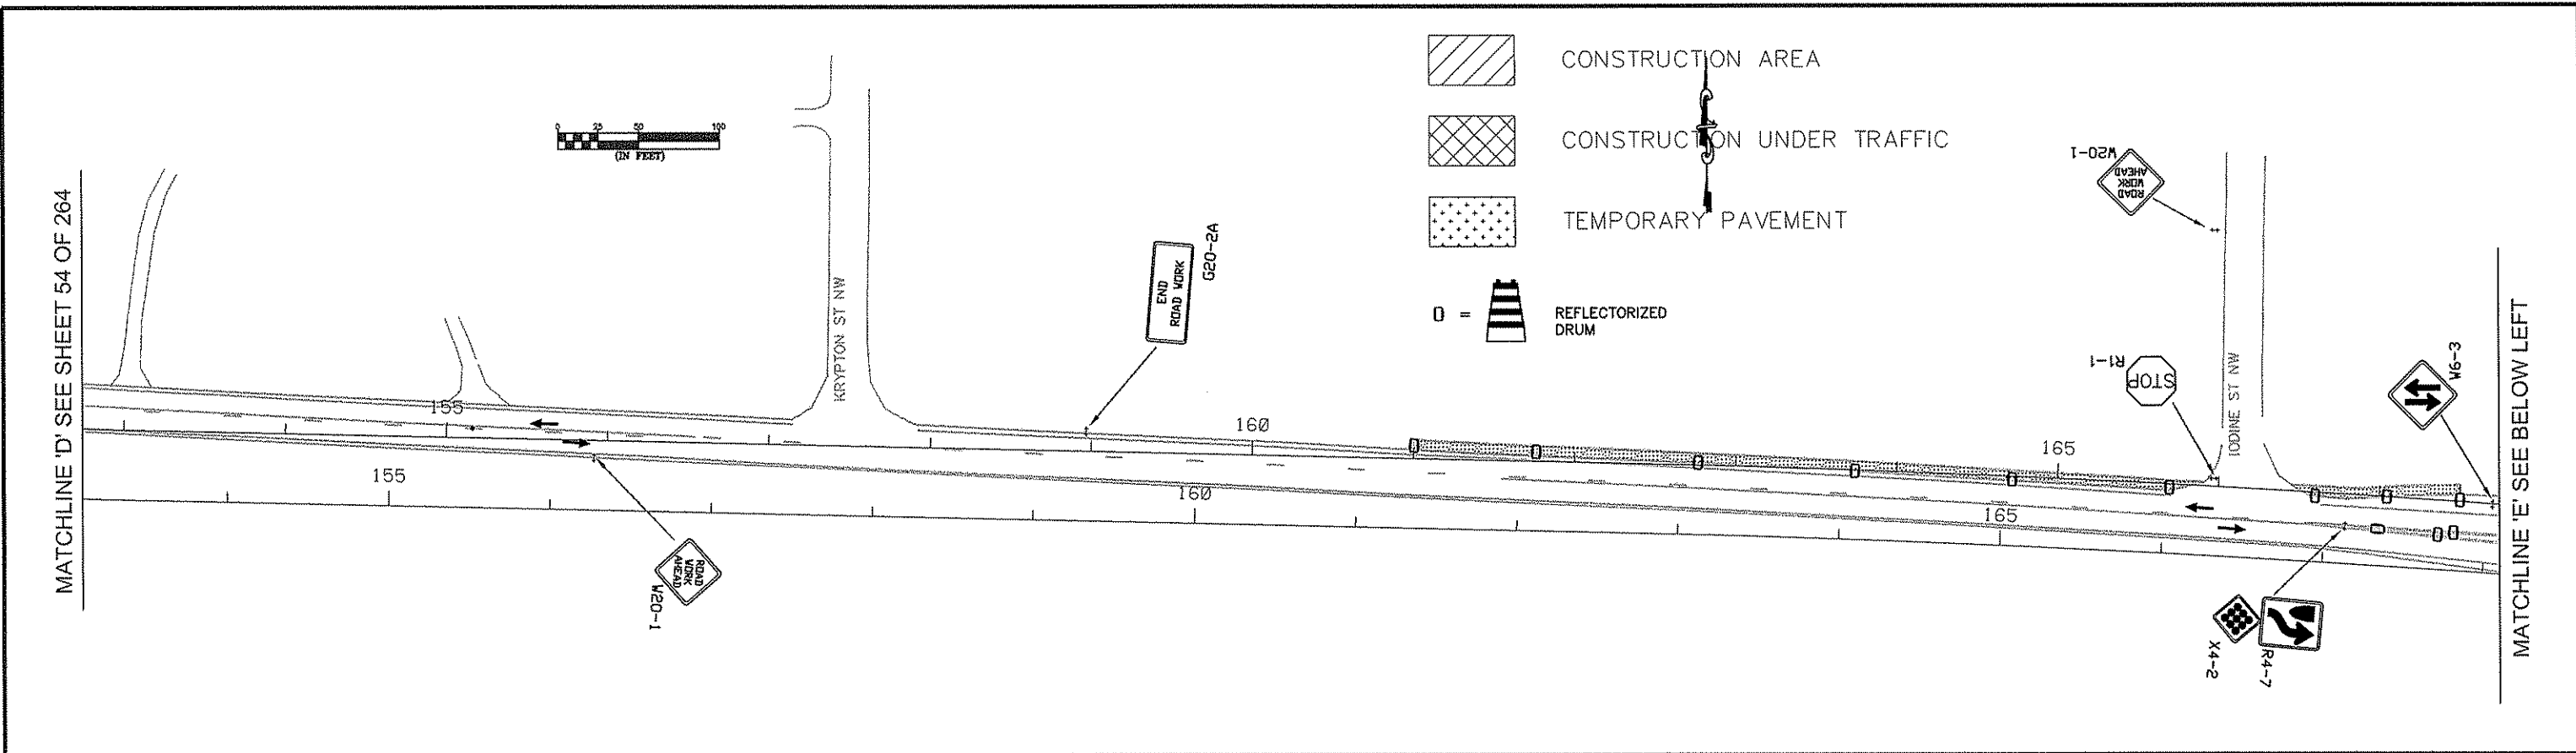 MATCHLINE 'D' SEE SHEET 54 OF 264
0 25 50 100
(IN FEET)
CONSTRUCTION AREA
CONSTRUCTION UNDER TRAFFIC
TEMPORARY PAVEMENT
0 =
REFLECTORIZED
DRUM
KRYPTON ST NW
END
ROAD WORK
G20-2A
W20-1
ROAD
WORK
AHEAD
R1-1
STOP
IODINE ST NW
W6-3
MATCHLINE 'E' SEE BELOW LEFT
155
160
165
155
160
165
ROAD
WORK
AHEAD
W20-1
X4-2
R4-7